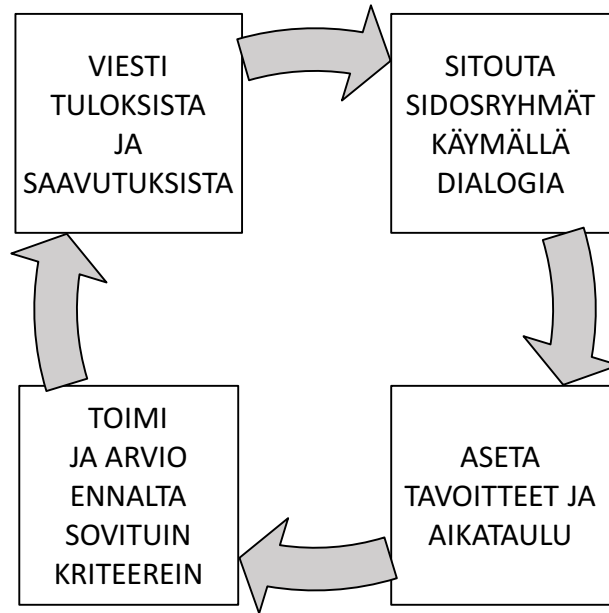 VIESTI
TULOKSISTA
JA
SAAVUTUKSISTA
SITOUTA
SIDOSRYHMÄT
KÄYMÄLLÄ
DIALOGIA
TOIMI
JA ARVIO
ENNALTA
SOVITUIN
KRITEEREIN
ASETA
TAVOITTEET JA
AIKATAULU